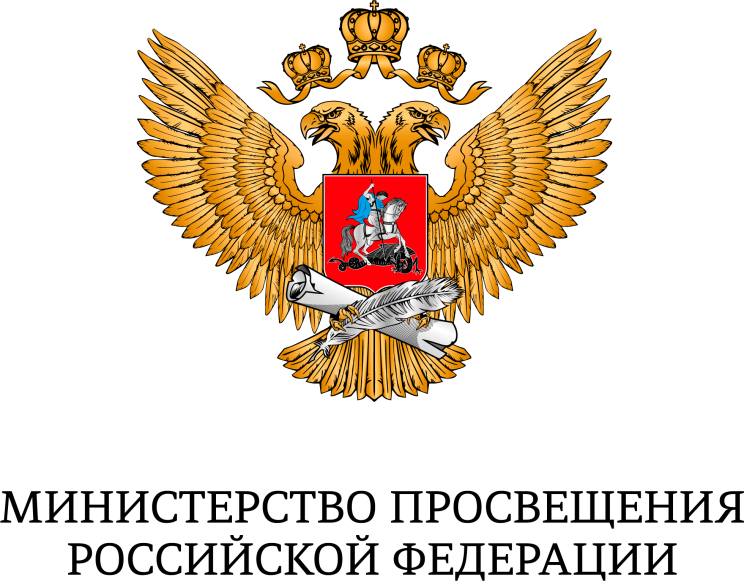 МИНИСТЕРСТВО ПРОСВЕЩЕНИЯ
РОССИЙСКОЙ ФЕДЕРАЦИИ